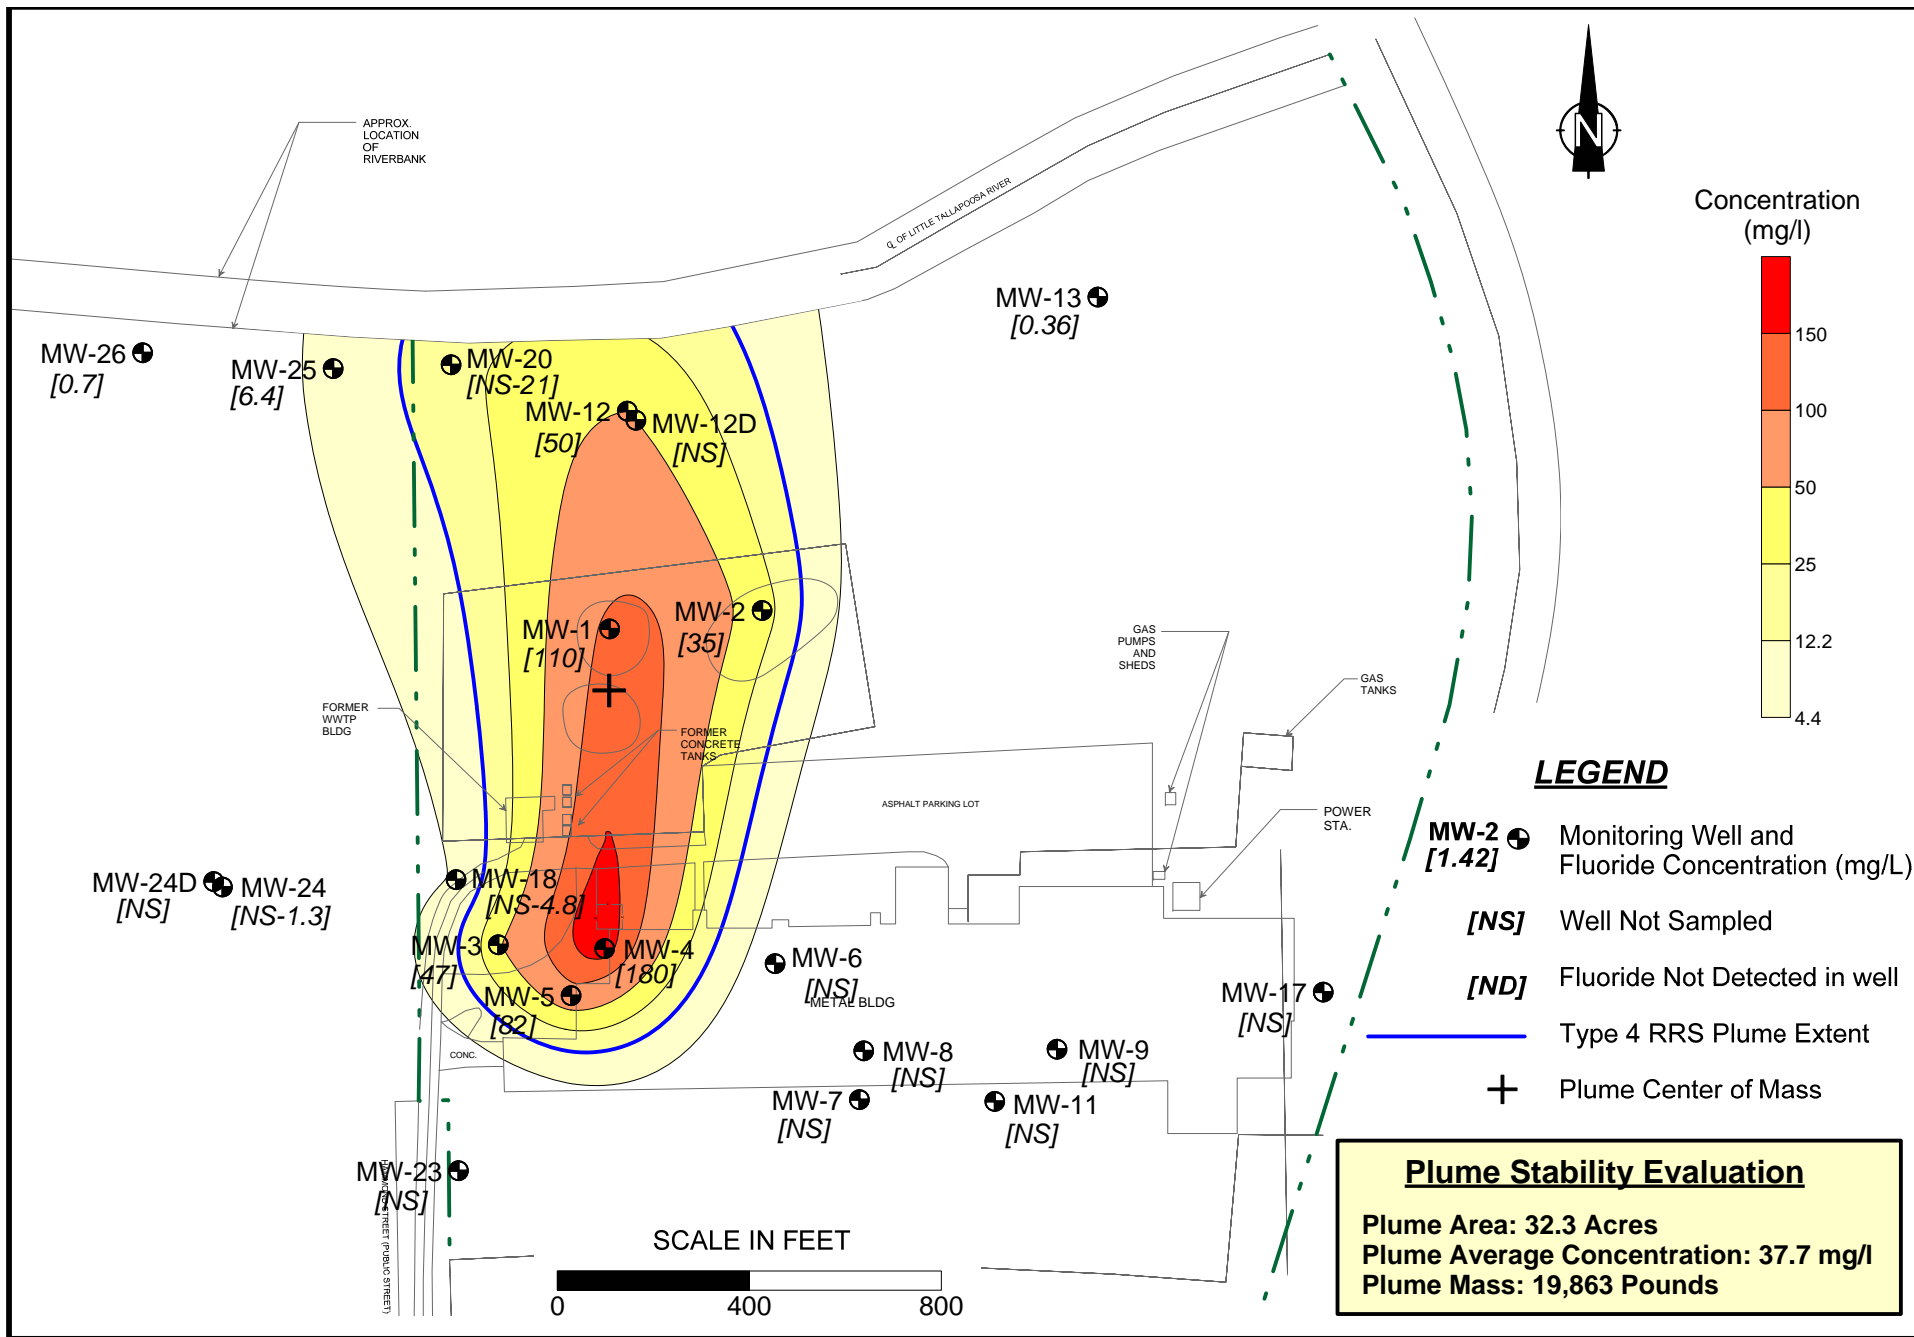 APPROX.
LOCATION
OF
RIVERBANK
℄ OF LITTLE TALLAPOOSA RIVER
N
Concentration
(mg/l)
150
100
50
25
12.2
4.4
MW-13
[0.36]
MW-26
[0.7]
MW-25
[6.4]
MW-20
[NS-21]
MW-12
[50]
MW-12D
[NS]
MW-2
[35]
MW-1
[110]
GAS
PUMPS
AND
SHEDS
GAS
TANKS
FORMER
WWTP
BLDG
FORMER
CONCRETE
TANKS
ASPHALT PARKING LOT
POWER
STA.
MW-24D
[NS]
MW-24
[NS-1.3]
MW-18
[NS-4.8]
MW-3
[47]
MW-4
[180]
MW-5
[82]
MW-6
[NS]
METAL BLDG
MW-17
[NS]
CONC.
MW-8
[NS]
MW-9
[NS]
MW-7
[NS]
MW-11
[NS]
MW-23
[NS]
HAMMOND STREET (PUBLIC STREET)
SCALE IN FEET
0
400
800
LEGEND
MW-2
[1.42]
Monitoring Well and
Fluoride Concentration (mg/L)
[NS] Well Not Sampled
[ND] Fluoride Not Detected in well
Type 4 RRS Plume Extent
Plume Center of Mass
Plume Stability Evaluation
Plume Area: 32.3 Acres
Plume Average Concentration: 37.7 mg/l
Plume Mass: 19,863 Pounds